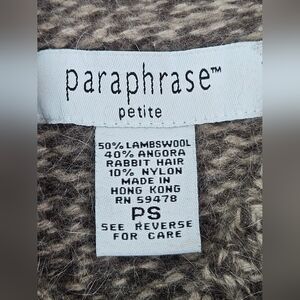 paraphrase™
petite
50% LAMBSWOOL
40% ANGORA
RABBIT HAIR
10% NYLON
MADE IN
HONG KONG
RN 59478
PS
SEE REVERSE
FOR CARE